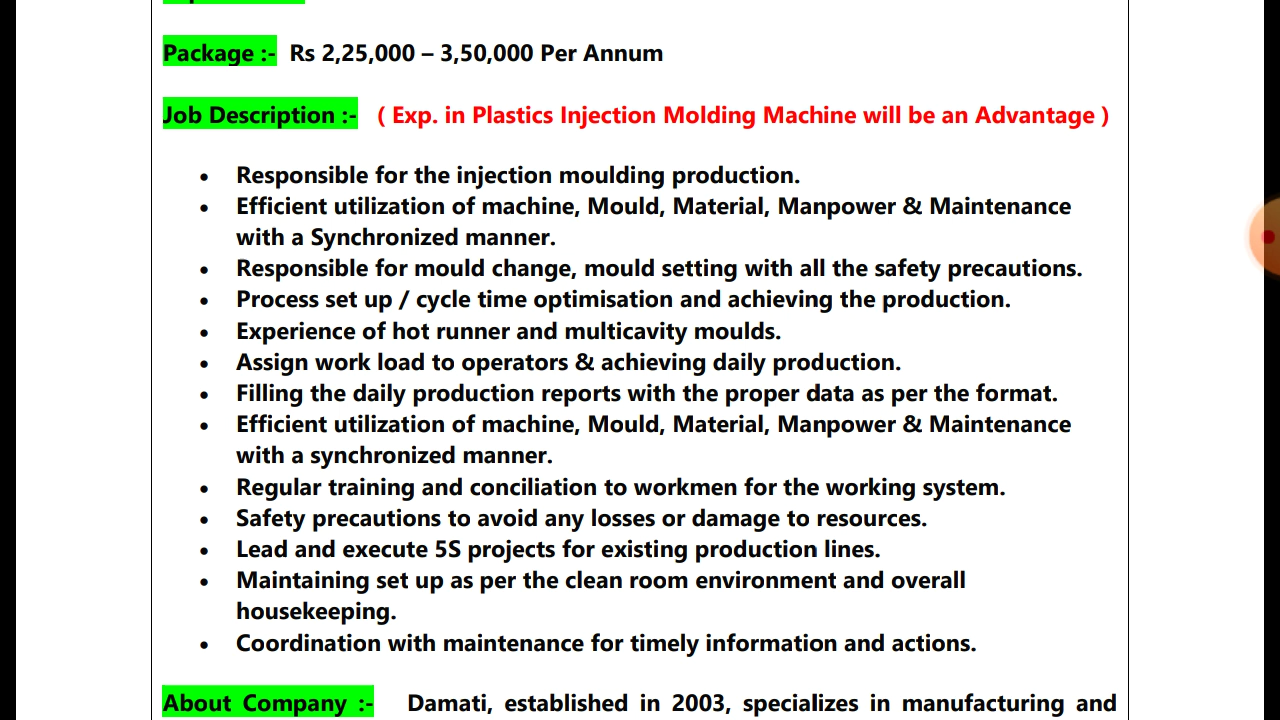 Package :- Rs 2,25,000 – 3,50,000 Per Annum
Job Description :- ( Exp. in Plastics Injection Molding Machine will be an Advantage )
• Responsible for the injection moulding production.
• Efficient utilization of machine, Mould, Material, Manpower & Maintenance
with a Synchronized manner.
• Responsible for mould change, mould setting with all the safety precautions.
• Process set up / cycle time optimisation and achieving the production.
• Experience of hot runner and multicavity moulds.
• Assign work load to operators & achieving daily production.
• Filling the daily production reports with the proper data as per the format.
• Efficient utilization of machine, Mould, Material, Manpower & Maintenance
with a synchronized manner.
• Regular training and conciliation to workmen for the working system.
• Safety precautions to avoid any losses or damage to resources.
• Lead and execute 5S projects for existing production lines.
• Maintaining set up as per the clean room environment and overall
housekeeping.
• Coordination with maintenance for timely information and actions.
About Company :- Damati, established in 2003, specializes in manufacturing and